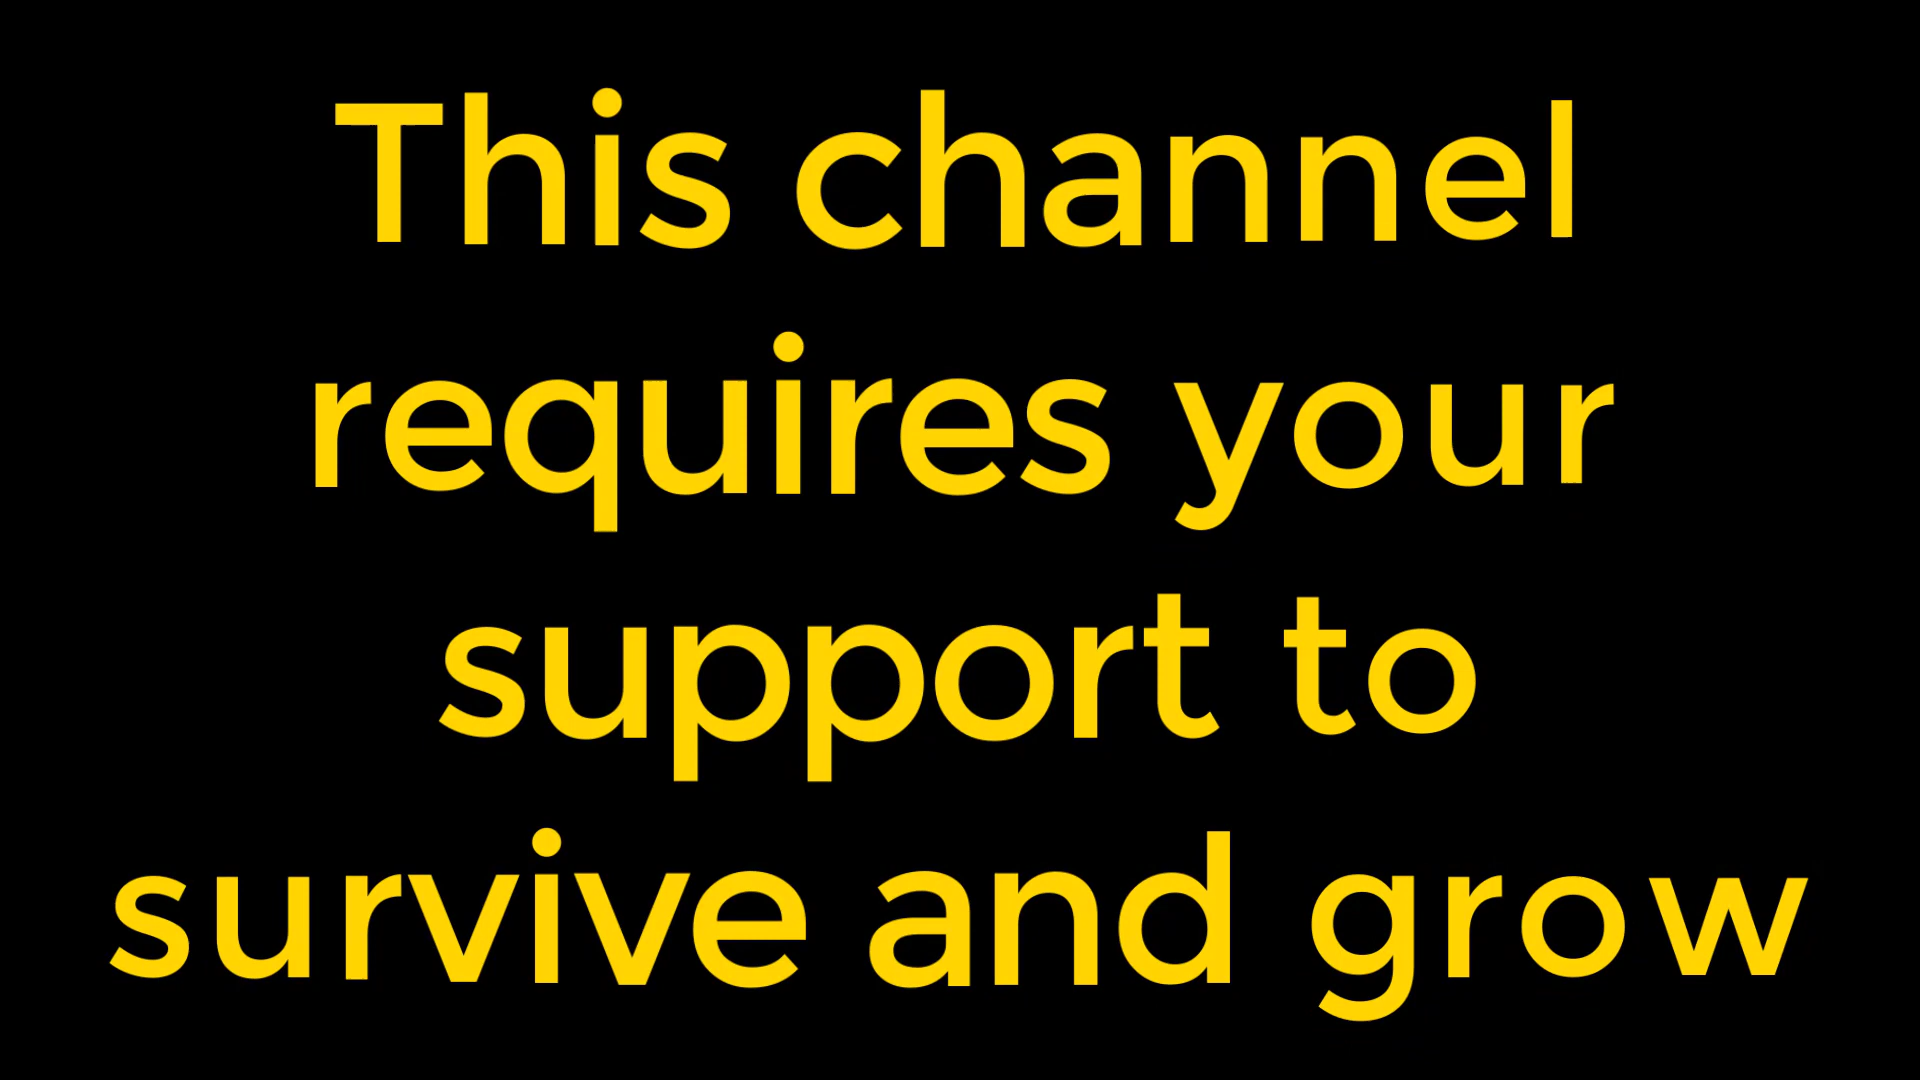 This channel
requires your
support to
survive and grow